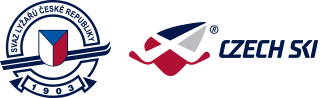 SVAZ LYŽAŘŮ ČESKÉ REPUBLIKY
1903
® CZECH SKI